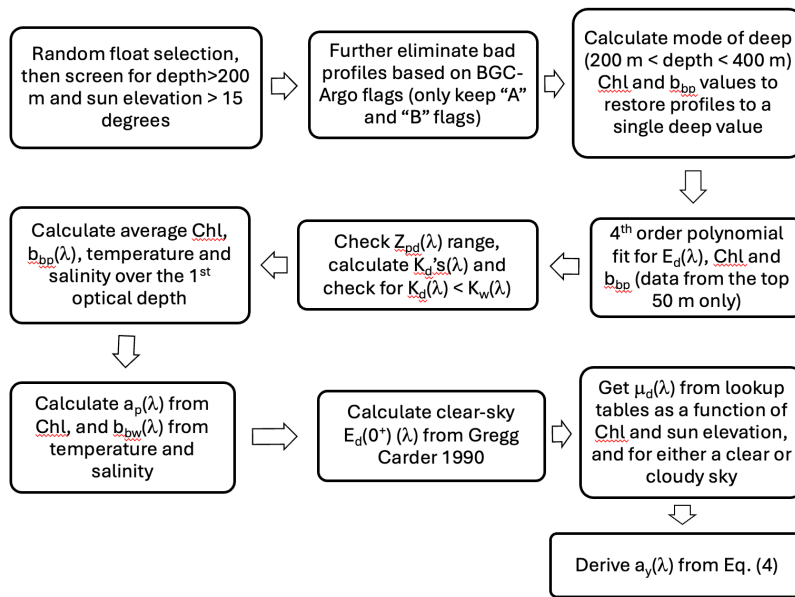 Random float selection,
then screen for depth>200
m and sun elevation > 15
degrees
Further eliminate bad
profiles based on BGC-
Argo flags (only keep “A”
and “B” flags)
Calculate mode of deep
(200 m < depth < 400 m)
Chl and bbp values to
restore profiles to a
single deep value
4th order polynomial
fit for Ed(λ), Chl and
bbp (data from the top
50 m only)
Check Zpd(λ) range,
calculate Kd’s(λ) and
check for Kd(λ) < Kw(λ)
Calculate average Chl,
bbp(λ), temperature and
salinity over the 1st
optical depth
Calculate ap(λ) from
Chl, and bbw(λ) from
temperature and
salinity
Calculate clear-sky
Ed(0+) (λ) from Gregg
Carder 1990
Get μd(λ) from lookup
tables as a function of
Chl and sun elevation,
and for either a clear or
cloudy sky
Derive ay(λ) from Eq. (4)